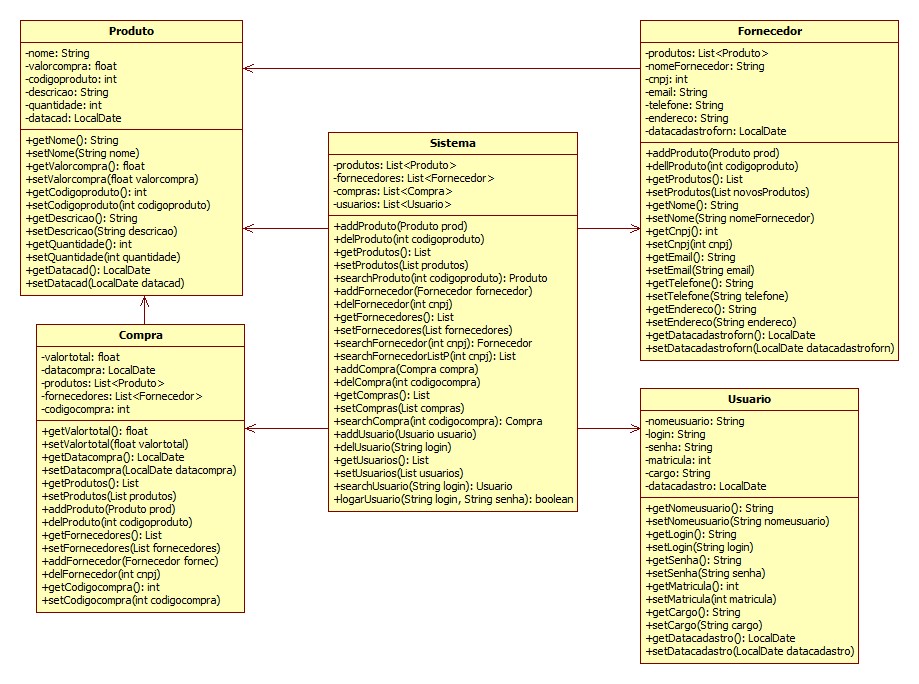 Produto
-nome: String
-valorcompra: float
-codigoproduto: int
-descricao: String
-quantidade: int
-datacad: LocalDate
+getNome(): String
+setNome(String nome)
+getValorcompra(): float
+setValorcompra(float valorcompra)
+getCodigoproduto(): int
+setCodigoproduto(int codigoproduto)
+getDescricao(): String
+setDescricao(String descricao)
+getQuantidade(): int
+setQuantidade(int quantidade)
+getDatacad(): LocalDate
+setDatacad(LocalDate datacad)
Compra
-valortotal: float
-datacompra: LocalDate
-produtos: List<Produto>
-fornecedores: List<Fornecedor>
-codigocompra: int
+getValortotal(): float
+setValortotal(float valortotal)
+getDatacompra(): LocalDate
+setDatacompra(LocalDate datacompra)
+getProdutos(): List
+setProdutos(List produtos)
+addProduto(Produto prod)
+delProduto(int codigoproduto)
+getFornecedores(): List
+setFornecedores(List fornecedores)
+addFornecedor(Fornecedor fornec)
+delFornecedor(int cnpj)
+getCodigocompra(): int
+setCodigocompra(int codigocompra)
Sistema
-produtos: List<Produto>
-fornecedores: List<Fornecedor>
-compras: List<Compra>
-usuarios: List<Usuario>
+addProduto(Produto prod)
+delProduto(int codigoproduto)
+getProdutos(): List
+setProdutos(List produtos)
+searchProduto(int codigoproduto): Produto
+addFornecedor(Fornecedor fornecedor)
+delFornecedor(int cnpj)
+getFornecedores(): List
+setFornecedores(List fornecedores)
+searchFornecedor(int cnpj): Fornecedor
+searchFornecedorListP(int cnpj): List
+addCompra(Compra compra)
+delCompra(int codigocompra)
+getCompras(): List
+setCompras(List compras)
+searchCompra(int codigocompra): Compra
+addUsuario(Usuario usuario)
+delUsuario(String login)
+getUsuarios(): List
+setUsuarios(List usuarios)
+searchUsuario(String login): Usuario
+logarUsuario(String login, String senha): boolean
Fornecedor
-produtos: List<Produto>
-nomeFornecedor: String
-cnpj: int
-email: String
-telefone: String
-endereco: String
-datacadastroforn: LocalDate
+addProduto(Produto prod)
+dellProduto(int codigoproduto)
+getProdutos(): List
+setProdutos(List novosProdutos)
+getNome(): String
+setNome(String nomeFornecedor)
+getCnpj(): int
+setCnpj(int cnpj)
+getEmail(): String
+setEmail(String email)
+getTelefone(): String
+setTelefone(String telefone)
+getEndereco(): String
+setEndereco(String endereco)
+getDatacadastroforn(): LocalDate
+setDatacadastroforn(LocalDate datacadastroforn)
Usuario
-nomeusuario: String
-login: String
-senha: String
-matricula: int
-cargo: String
-datacadastro: LocalDate
+getNomeusuario(): String
+setNomeusuario(String nomeusuario)
+getLogin(): String
+setLogin(String login)
+getSenha(): String
+setSenha(String senha)
+getMatricula(): int
+setMatricula(int matricula)
+getCargo(): String
+setCargo(String cargo)
+getDatacadastro(): LocalDate
+setDatacadastro(LocalDate datacadastro)